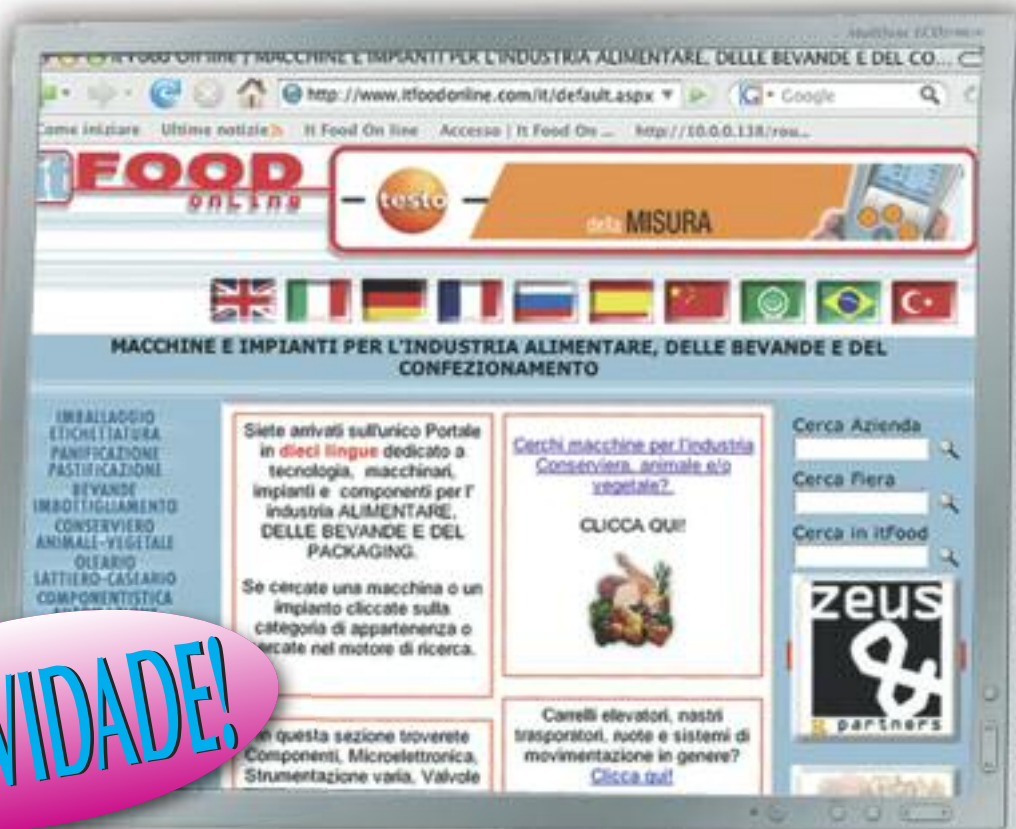 MACCHINE E IMPIANTI PER L'INDUSTRIA ALIMENTARE, DELLE BEVANDE E DEL CO...
http://www.itfoodonline.com/it/default.aspx
Google
Come iniziare Ultime notizie It Food On line Accesso | It Food On ... http://10.0.0.138/rou...
it FOOD
online
testo
della MISURA
MACCHINE E IMPIANTI PER L'INDUSTRIA ALIMENTARE, DELLE BEVANDE E DEL
CONFEZIONAMENTO
IMBALLAGGIO
ETICHETTATURA
PANIFICAZIONE
PASTIFICAZIONE
BEVANDE
IMBOTTIGLIAMENTO
CONSERVIERO
ANIMALE-VEGETALE
OLEARIO
LATTIERO-CASEARIO
COMPONENTISTICA
Siete arrivati sull'unico Portale
in dieci lingue dedicato a
tecnologia, macchinari,
impianti e componenti per l'
industria ALIMENTARE,
DELLE BEVANDE E DEL
PACKAGING.
Se cercate una macchina o un
impianto cliccate sulla
categoria di appartenenza o
cercate nel motore di ricerca.
In questa sezione troverete
Componenti, Microelettronica,
Strumentazione varia, Valvole
Cerchi macchine per l'industria
Conserviera, animale e/o
vegetale?
CLICCA QUI!
Carrelli elevatori, nastri
trasporatori, ruote e sistemi di
movimentazione in genere?
Clicca qui!
Cerca Azienda
Cerca Fiera
Cerca in itfood
zeus
&
partners
VIDADE!